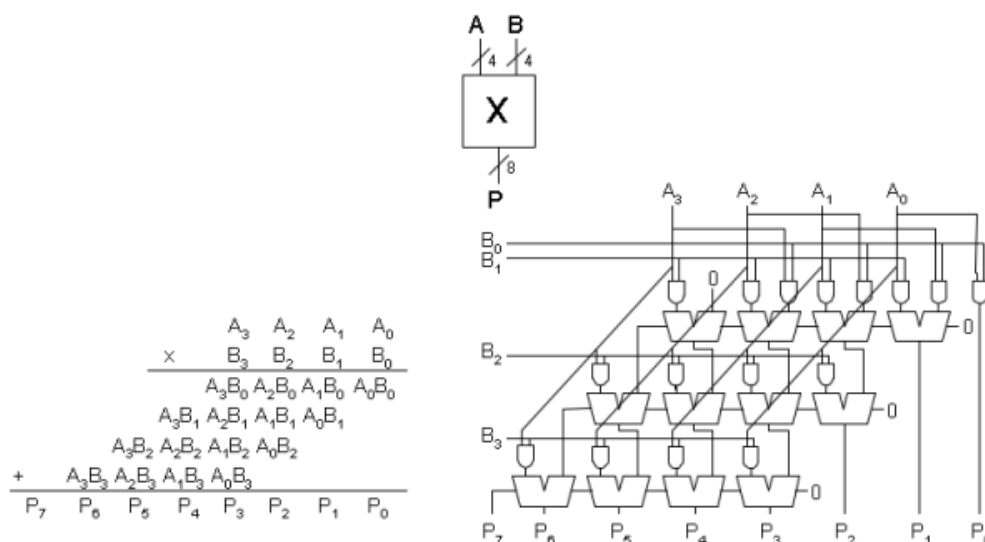 A B
4 4
X
8
P
A₃ A₂ A₁ A₀
B₀
B₁
0
0
B₂
0
B₃
0
P₇ P₆ P₅ P₄ P₃ P₂ P₁
A₃ A₂ A₁ A₀
× B₃ B₂ B₁ B₀
A₃B₀ A₂B₀ A₁B₀ A₀B₀
A₃B₁ A₂B₁ A₁B₁ A₀B₁
A₃B₂ A₂B₂ A₁B₂ A₀B₂
+ A₃B₃ A₂B₃ A₁B₃ A₀B₃
P₇ P₆ P₅ P₄ P₃ P₂ P₁ P₀